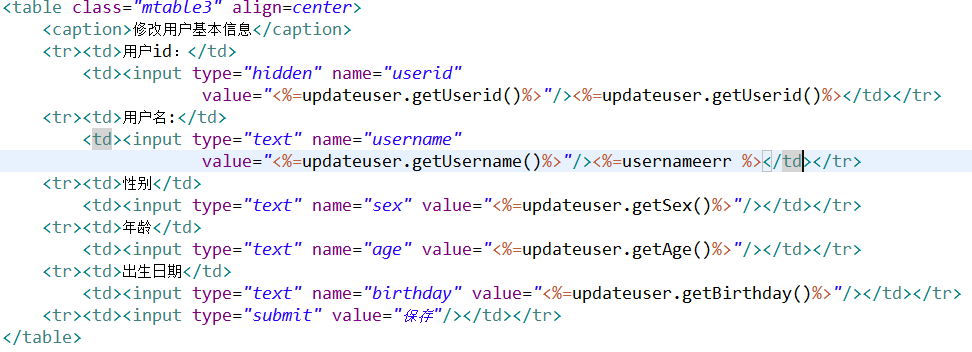 <table class="mtable3" align=center>
<caption>修改用户基本信息</caption>
<tr><td>用户id：</td>
<td><input type="hidden" name="userid"
value="<%=updateuser.getUserid()%>"/><%=updateuser.getUserid()%></td></tr>
<tr><td>用户名:</td>
<td><input type="text" name="username"
value="<%=updateuser.getUsername()%>"/><%=usernameerr %></td></tr>
<tr><td>性别</td>
<td><input type="text" name="sex" value="<%=updateuser.getSex()%>"/></td></tr>
<tr><td>年龄</td>
<td><input type="text" name="age" value="<%=updateuser.getAge()%>"/></td></tr>
<tr><td>出生日期</td>
<td><input type="text" name="birthday" value="<%=updateuser.getBirthday()%>"/></td></tr>
<tr><td><input type="submit" value="保存"/></td></tr>
</table>